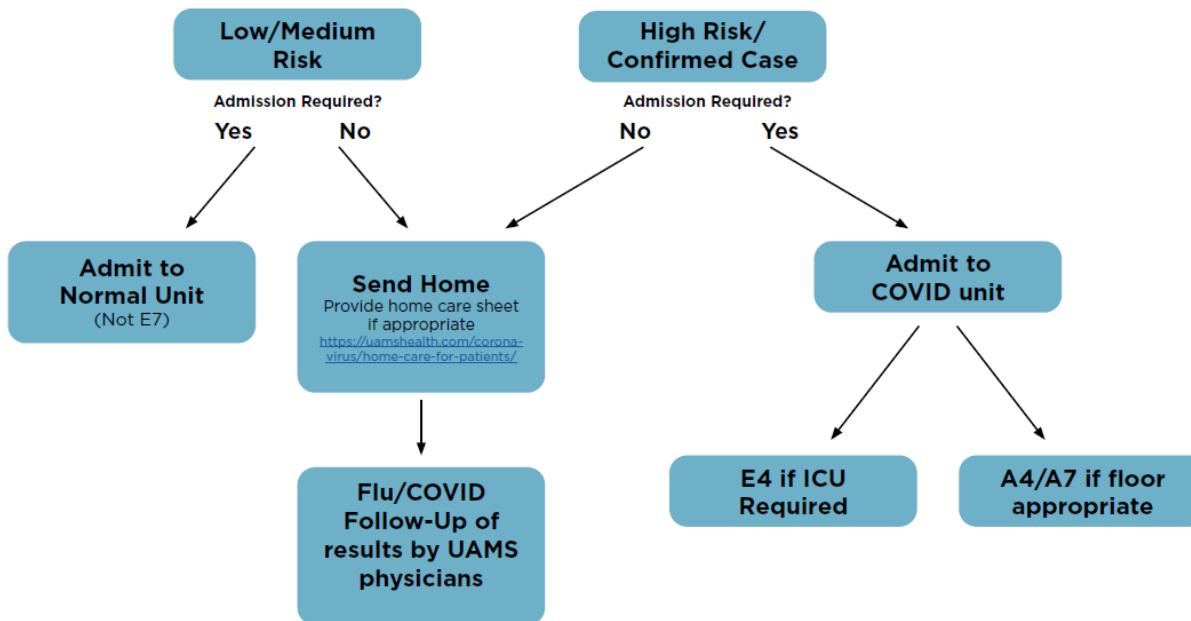 Low/Medium
Risk
High Risk/
Confirmed Case
Admission Required?
Yes No
Admission Required?
No Yes
Admit to
Normal Unit
(Not E7)
Send Home
Provide home care sheet
if appropriate
https://uamshealth.com/corona-
virus/home-care-for-patients/
Admit to
COVID unit
Flu/COVID
Follow-Up of
results by UAMS
physicians
E4 if ICU
Required
A4/A7 if floor
appropriate